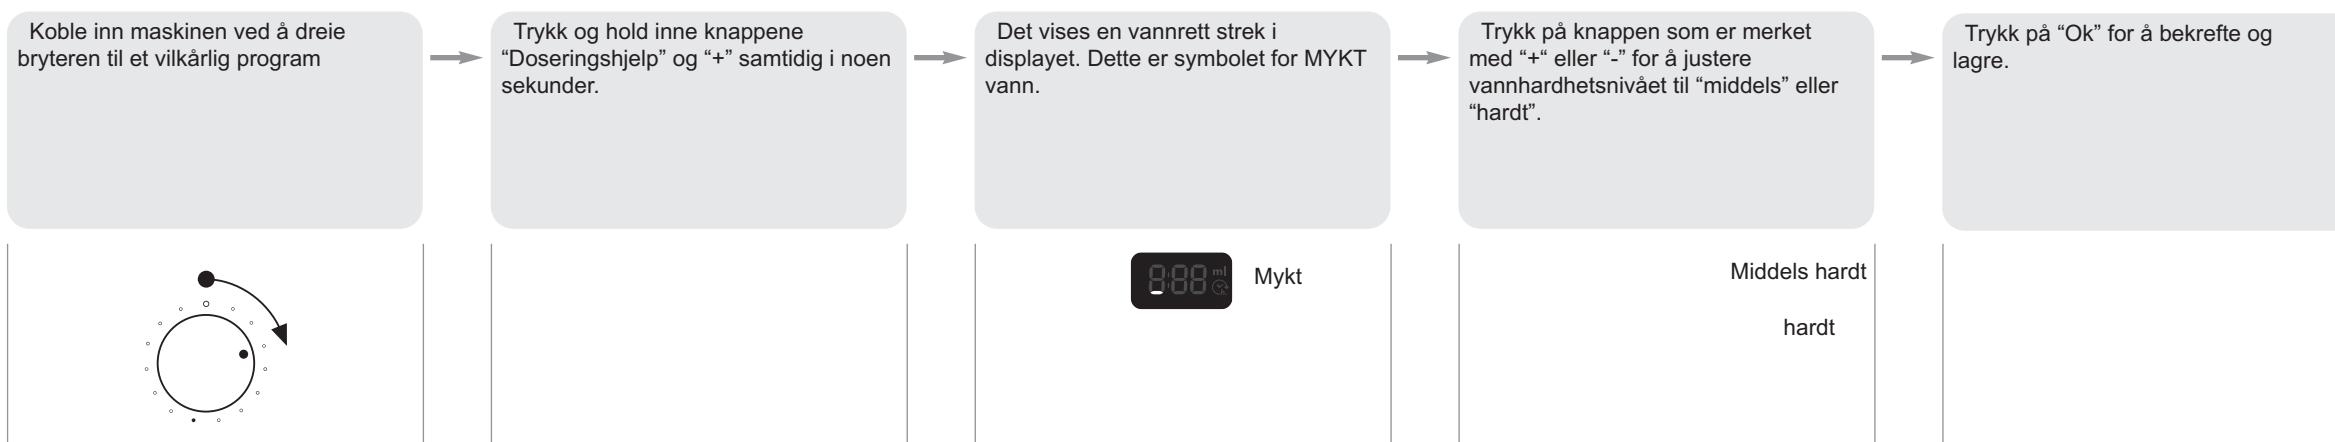 Koble inn maskinen ved å dreie
bryteren til et vilkårlig program
Trykk og hold inne knappene
“Doseringshjelp” og “+” samtidig i noen
sekunder.
Det vises en vannrett strek i
displayet. Dette er symbolet for MYKT
vann.
Trykk på knappen som er merket
med “+“ eller “-” for å justere
vannhardhetsnivået til “middels” eller
“hardt”.
Trykk på “Ok” for å bekrefte og
lagre.
8:88 ml
h
Mykt
Middels hardt
hardt